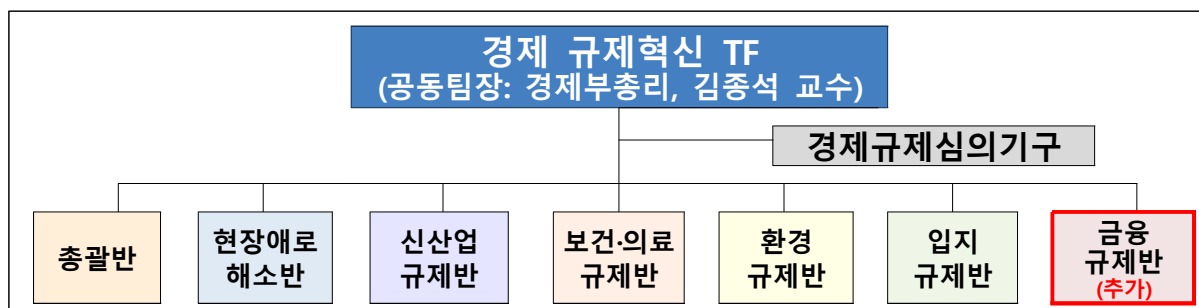 경제 규제혁신 TF
(공동팀장: 경제부총리, 김종석 교수)
경제규제심의기구
총괄반
현장애로
해소반
신산업
규제반
보건·의료
규제반
환경
규제반
입지
규제반
금융
규제반
(추가)